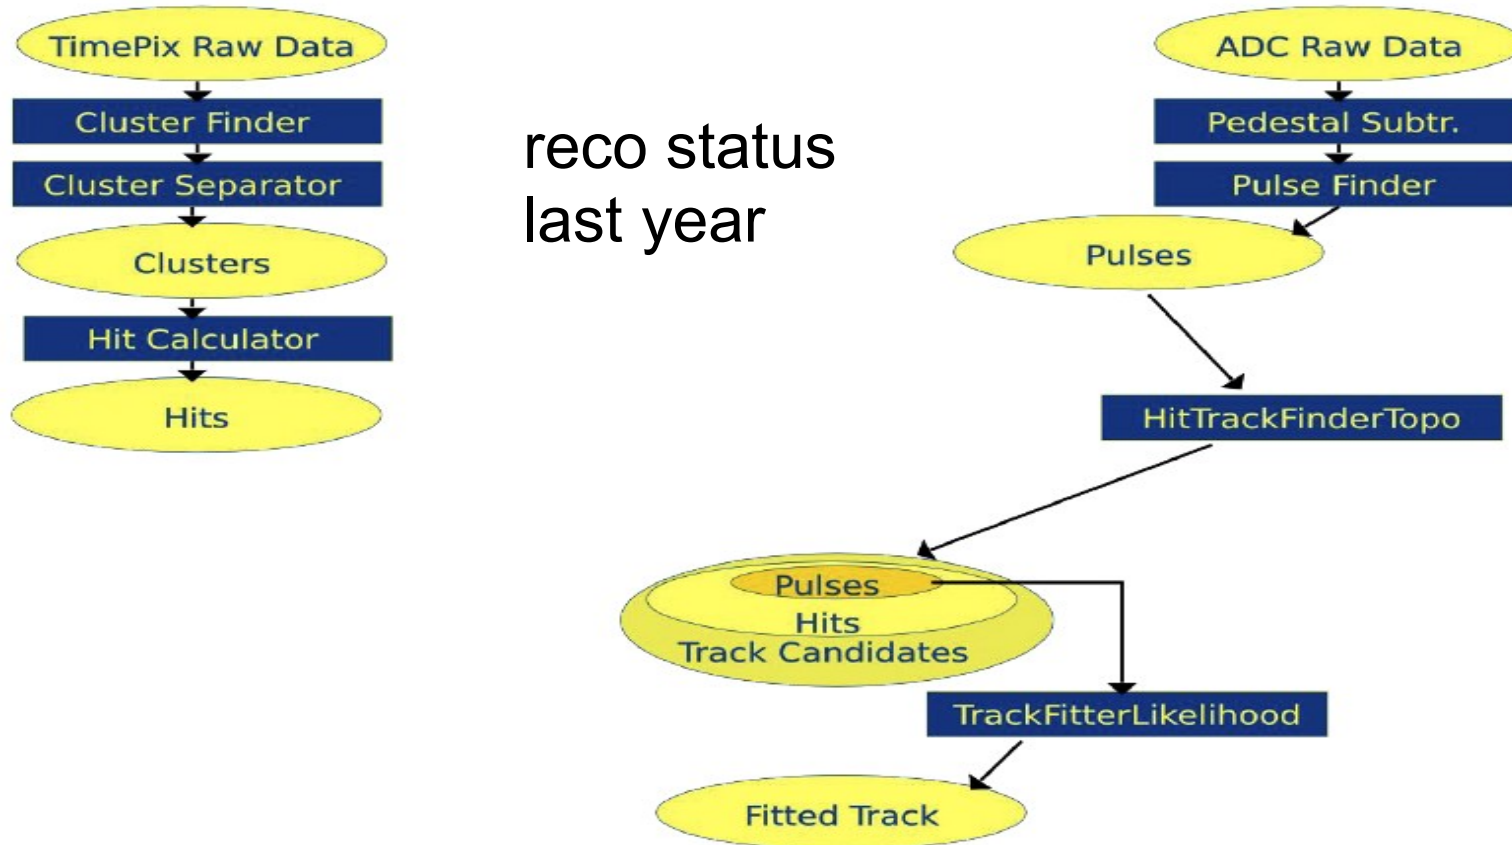 TimePix Raw Data
Cluster Finder
Cluster Separator
Clusters
Hit Calculator
Hits
reco status
last year
ADC Raw Data
Pedestal Subtr.
Pulse Finder
Pulses
HitTrackFinderTopo
Pulses
Hits
Track Candidates
TrackFitterLikelihood
Fitted Track